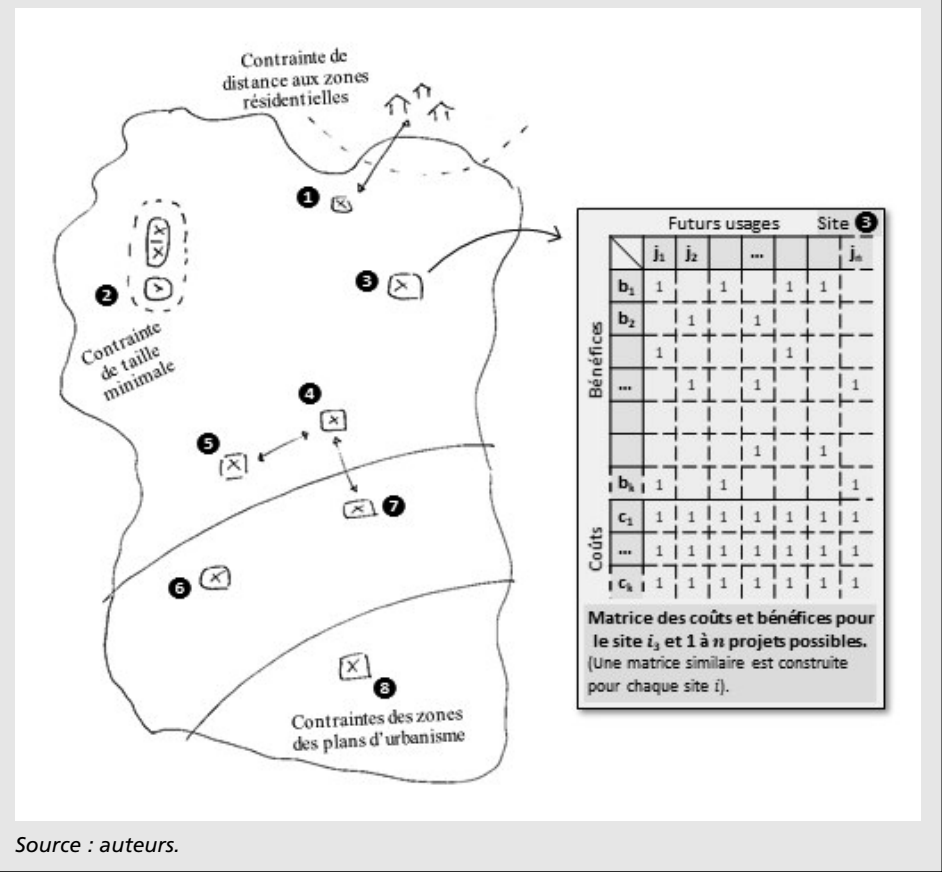 Contrainte de
distance aux zones
résidentielles
1
2
Contrainte
de taille
minimale
3
4
5
7
6
8
Contraintes des zones
des plans d'urbanisme
Futurs usages Site 3
j₁ j₂ ... jₙ
Bénéfices
b₁ 1 1 1 1
b₂ 1 1
1 1
... 1 1 1
1 1
bₖ 1 1 1
Coûts
c₁ 1 1 1 1 1 1 1
... 1 1 1 1 1 1 1
cₖ 1 1 1 1 1 1 1
Matrice des coûts et bénéfices pour
le site i₃ et 1 à n projets possibles.
(Une matrice similaire est construite
pour chaque site i).
Source : auteurs.